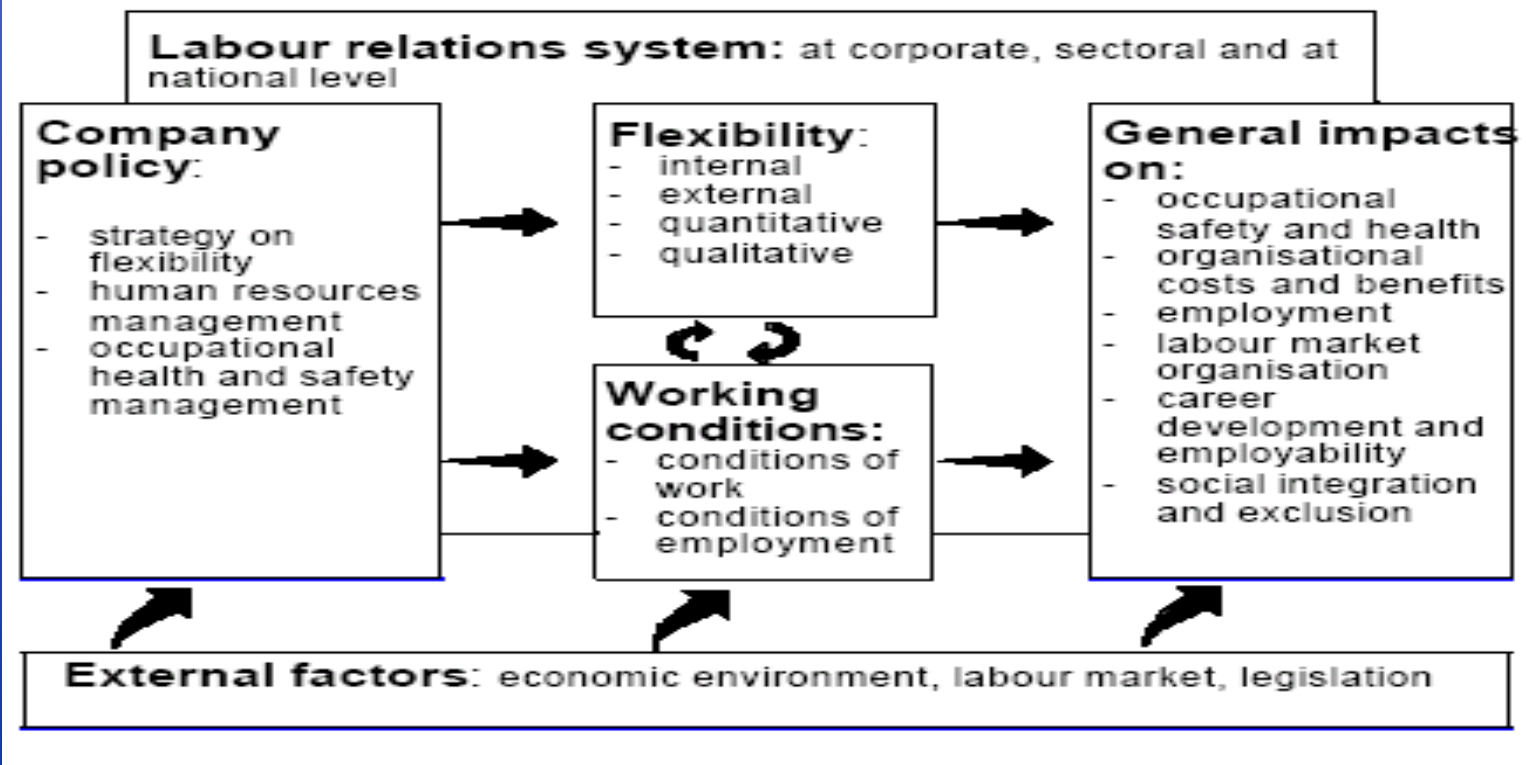 Labour relations system: at corporate, sectoral and at
national level
Company
policy:
- strategy on
flexibility
- human resources
management
- occupational
health and safety
management
Flexibility:
- internal
- external
- quantitative
- qualitative
Working
conditions:
- conditions of
work
- conditions of
employment
General impacts
on:
- occupational
safety and health
- organisational
costs and benefits
- employment
- labour market
organisation
- career
development and
employability
- social integration
and exclusion
External factors: economic environment, labour market, legislation